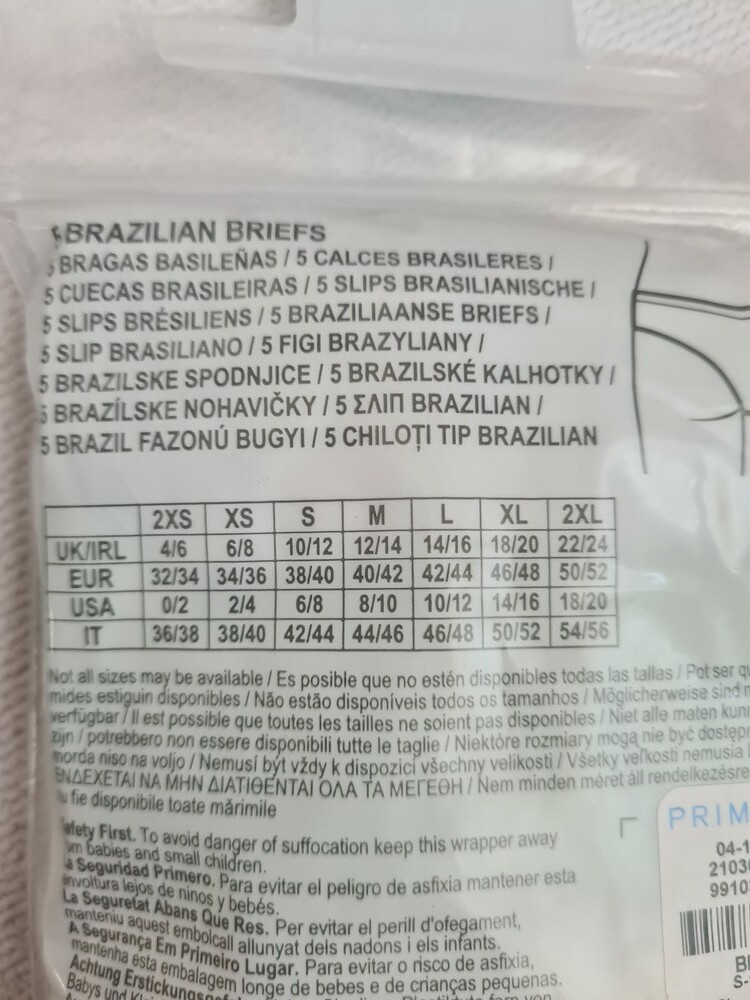 5 BRAZILIAN BRIEFS
5 BRAGAS BASILEÑAS / 5 CALCES BRASILERES /
5 CUECAS BRASILEIRAS / 5 SLIPS BRASILIANISCHE /
5 SLIPS BRÉSILIENS / 5 BRAZILIAANSE BRIEFS /
5 SLIP BRASILIANO / 5 FIGI BRAZYLIANY /
5 BRAZILSKE SPODNJICE / 5 BRAZILSKÉ KALHOTKY /
5 BRAZÍLSKE NOHAVIČKY / 5 ΣΛΙΠ BRAZILIAN /
5 BRAZIL FAZONÚ BUGYI / 5 CHILOȚI TIP BRAZILIAN
2XS XS S M L XL 2XL
UK/IRL 4/6 6/8 10/12 12/14 14/16 18/20 22/24
EUR 32/34 34/36 38/40 40/42 42/44 46/48 50/52
USA 0/2 2/4 6/8 8/10 10/12 14/16 18/20
IT 36/38 38/40 42/44 44/46 46/48 50/52 54/56
Not all sizes may be available / Es posible que no estén disponibles todas las tallas / Pot ser
mides estiguin disponibles / Não estão disponíveis todos os tamanhos / Möglicherweise sind
verfügbar / Il est possible que toutes les tailles ne soient pas disponibles / Niet alle maten
zijn / potrebbero non essere disponibili tutte le taglie / Niektóre rozmiary mogą nie być
morda niso na voljo / Nemusí být vždy k dispozici všechny velikosti / Všetky veľkosti nemusia
ΕΝΔΕΧΕΤΑΙ ΝΑ ΜΗΝ ΔΙΑΤΙΘΕΝΤΑΙ ΟΛΑ ΤΑ ΜΕΓΕΘΗ / Nem minden méret áll
fie disponibile toate mărimile
Safety First. To avoid danger of suffocation keep this wrapper away
from babies and small children.
La Seguridad Primero. Para evitar el peligro de asfixia mantener esta
envoltura lejos de ninos y bebés.
La Seguretat Abans Que Res. Per evitar el perill d'ofegament,
manteniu aquest embolcall allunyat dels nadons i els infants.
A Segurança Em Primeiro Lugar. Para evitar o risco de asfixia,
mantenha esta embalagem longe de bebes e de crianças pequenas.
Achtung
Babys und
PRIM
04-1
2103
9910